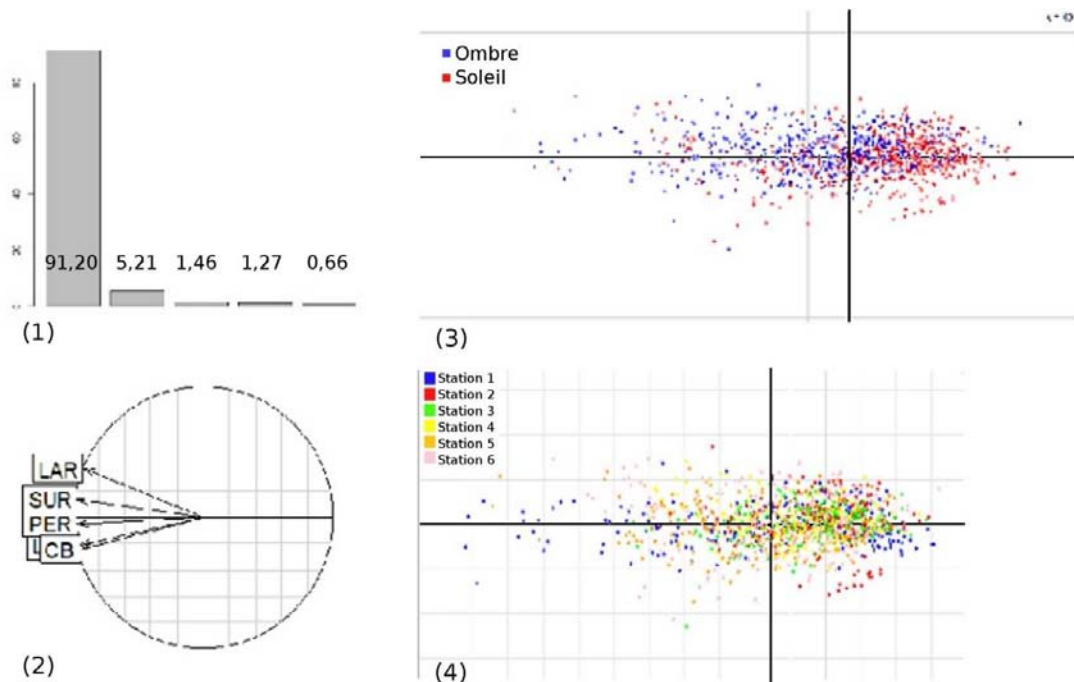 91,20 5,21 1,46 1,27 0,66
(1)
Ombre
Soleil
(3)
LAR
SUR
PER
CB
(2)
Station 1
Station 2
Station 3
Station 4
Station 5
Station 6
(4)